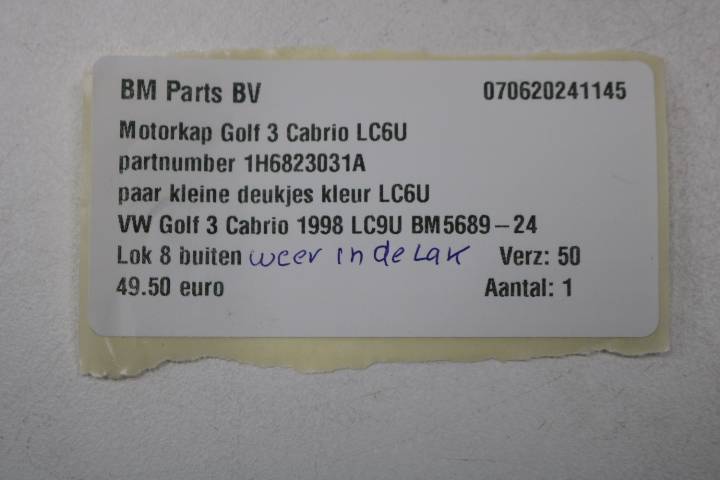 BM Parts BV 070620241145
Motorkap Golf 3 Cabrio LC6U
partnumber 1H6823031A
paar kleine deukjes kleur LC6U
VW Golf 3 Cabrio 1998 LC9U BM5689-24
Lok 8 buiten weer in de Lak Verz: 50
49.50 euro Aantal: 1